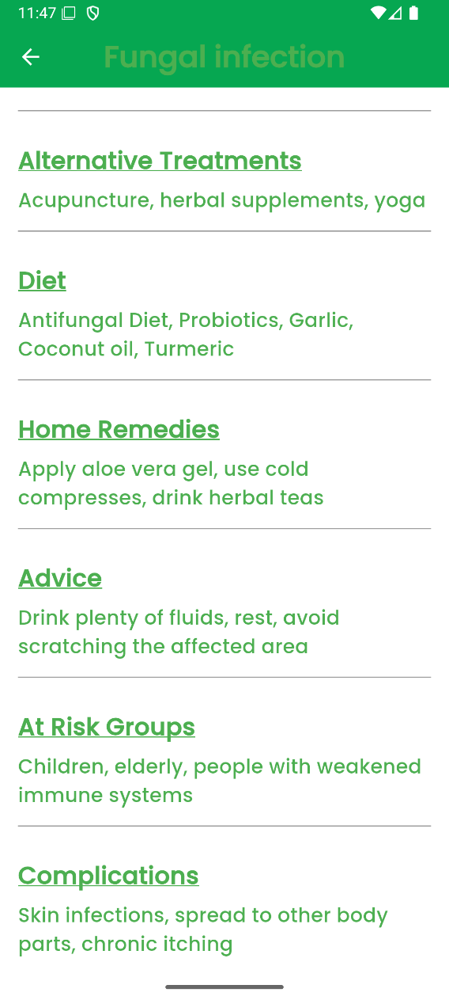 11:47
Fungal infection
Alternative Treatments
Acupuncture, herbal supplements, yoga
Diet
Antifungal Diet, Probiotics, Garlic,
Coconut oil, Turmeric
Home Remedies
Apply aloe vera gel, use cold
compresses, drink herbal teas
Advice
Drink plenty of fluids, rest, avoid
scratching the affected area
At Risk Groups
Children, elderly, people with weakened
immune systems
Complications
Skin infections, spread to other body
parts, chronic itching